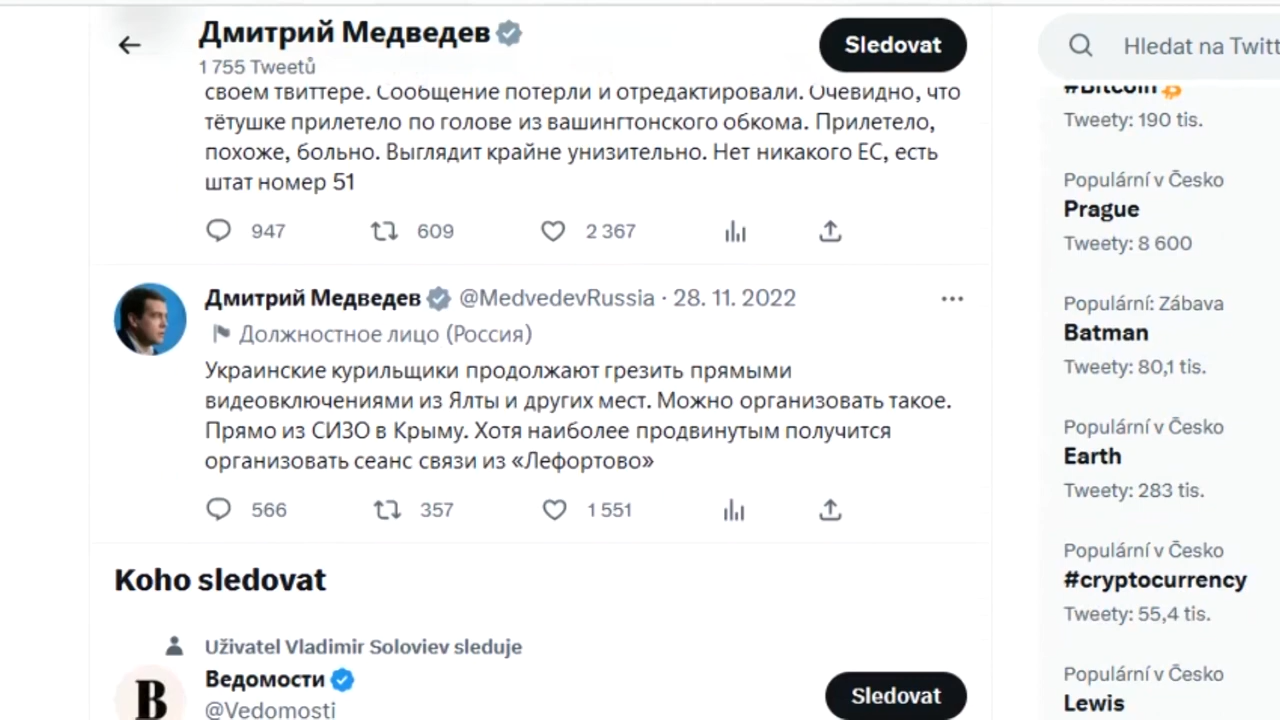 Дмитрий Медведев
1 755 Tweetů
Sledovat
Hledat na Twitt
своем твиттере. Сообщение потерли и отредактировали. Очевидно, что
тётушке прилетело по голове из вашингтонского обкома. Прилетело,
похоже, больно. Выглядит крайне унизительно. Нет никакого ЕС, есть
штат номер 51
947 609 2 367
Дмитрий Медведев @MedvedevRussia · 28. 11. 2022
Должностное лицо (Россия)
Украинские курильщики продолжают грезить прямыми
видеовключениями из Ялты и других мест. Можно организовать такое.
Прямо из СИЗО в Крыму. Хотя наиболее продвинутым получится
организовать сеанс связи из «Лефортово»
566 357 1 551
Koho sledovat
Uživatel Vladimir Soloviev sleduje
B
Ведомости
@Vedomosti
Sledovat
#Bitcoin
Tweety: 190 tis.
Populární v Česko
Prague
Tweety: 8 600
Populární: Zábava
Batman
Tweety: 80,1 tis.
Populární v Česko
Earth
Tweety: 283 tis.
Populární v Česko
#cryptocurrency
Tweety: 55,4 tis.
Populární v Česko
Lewis